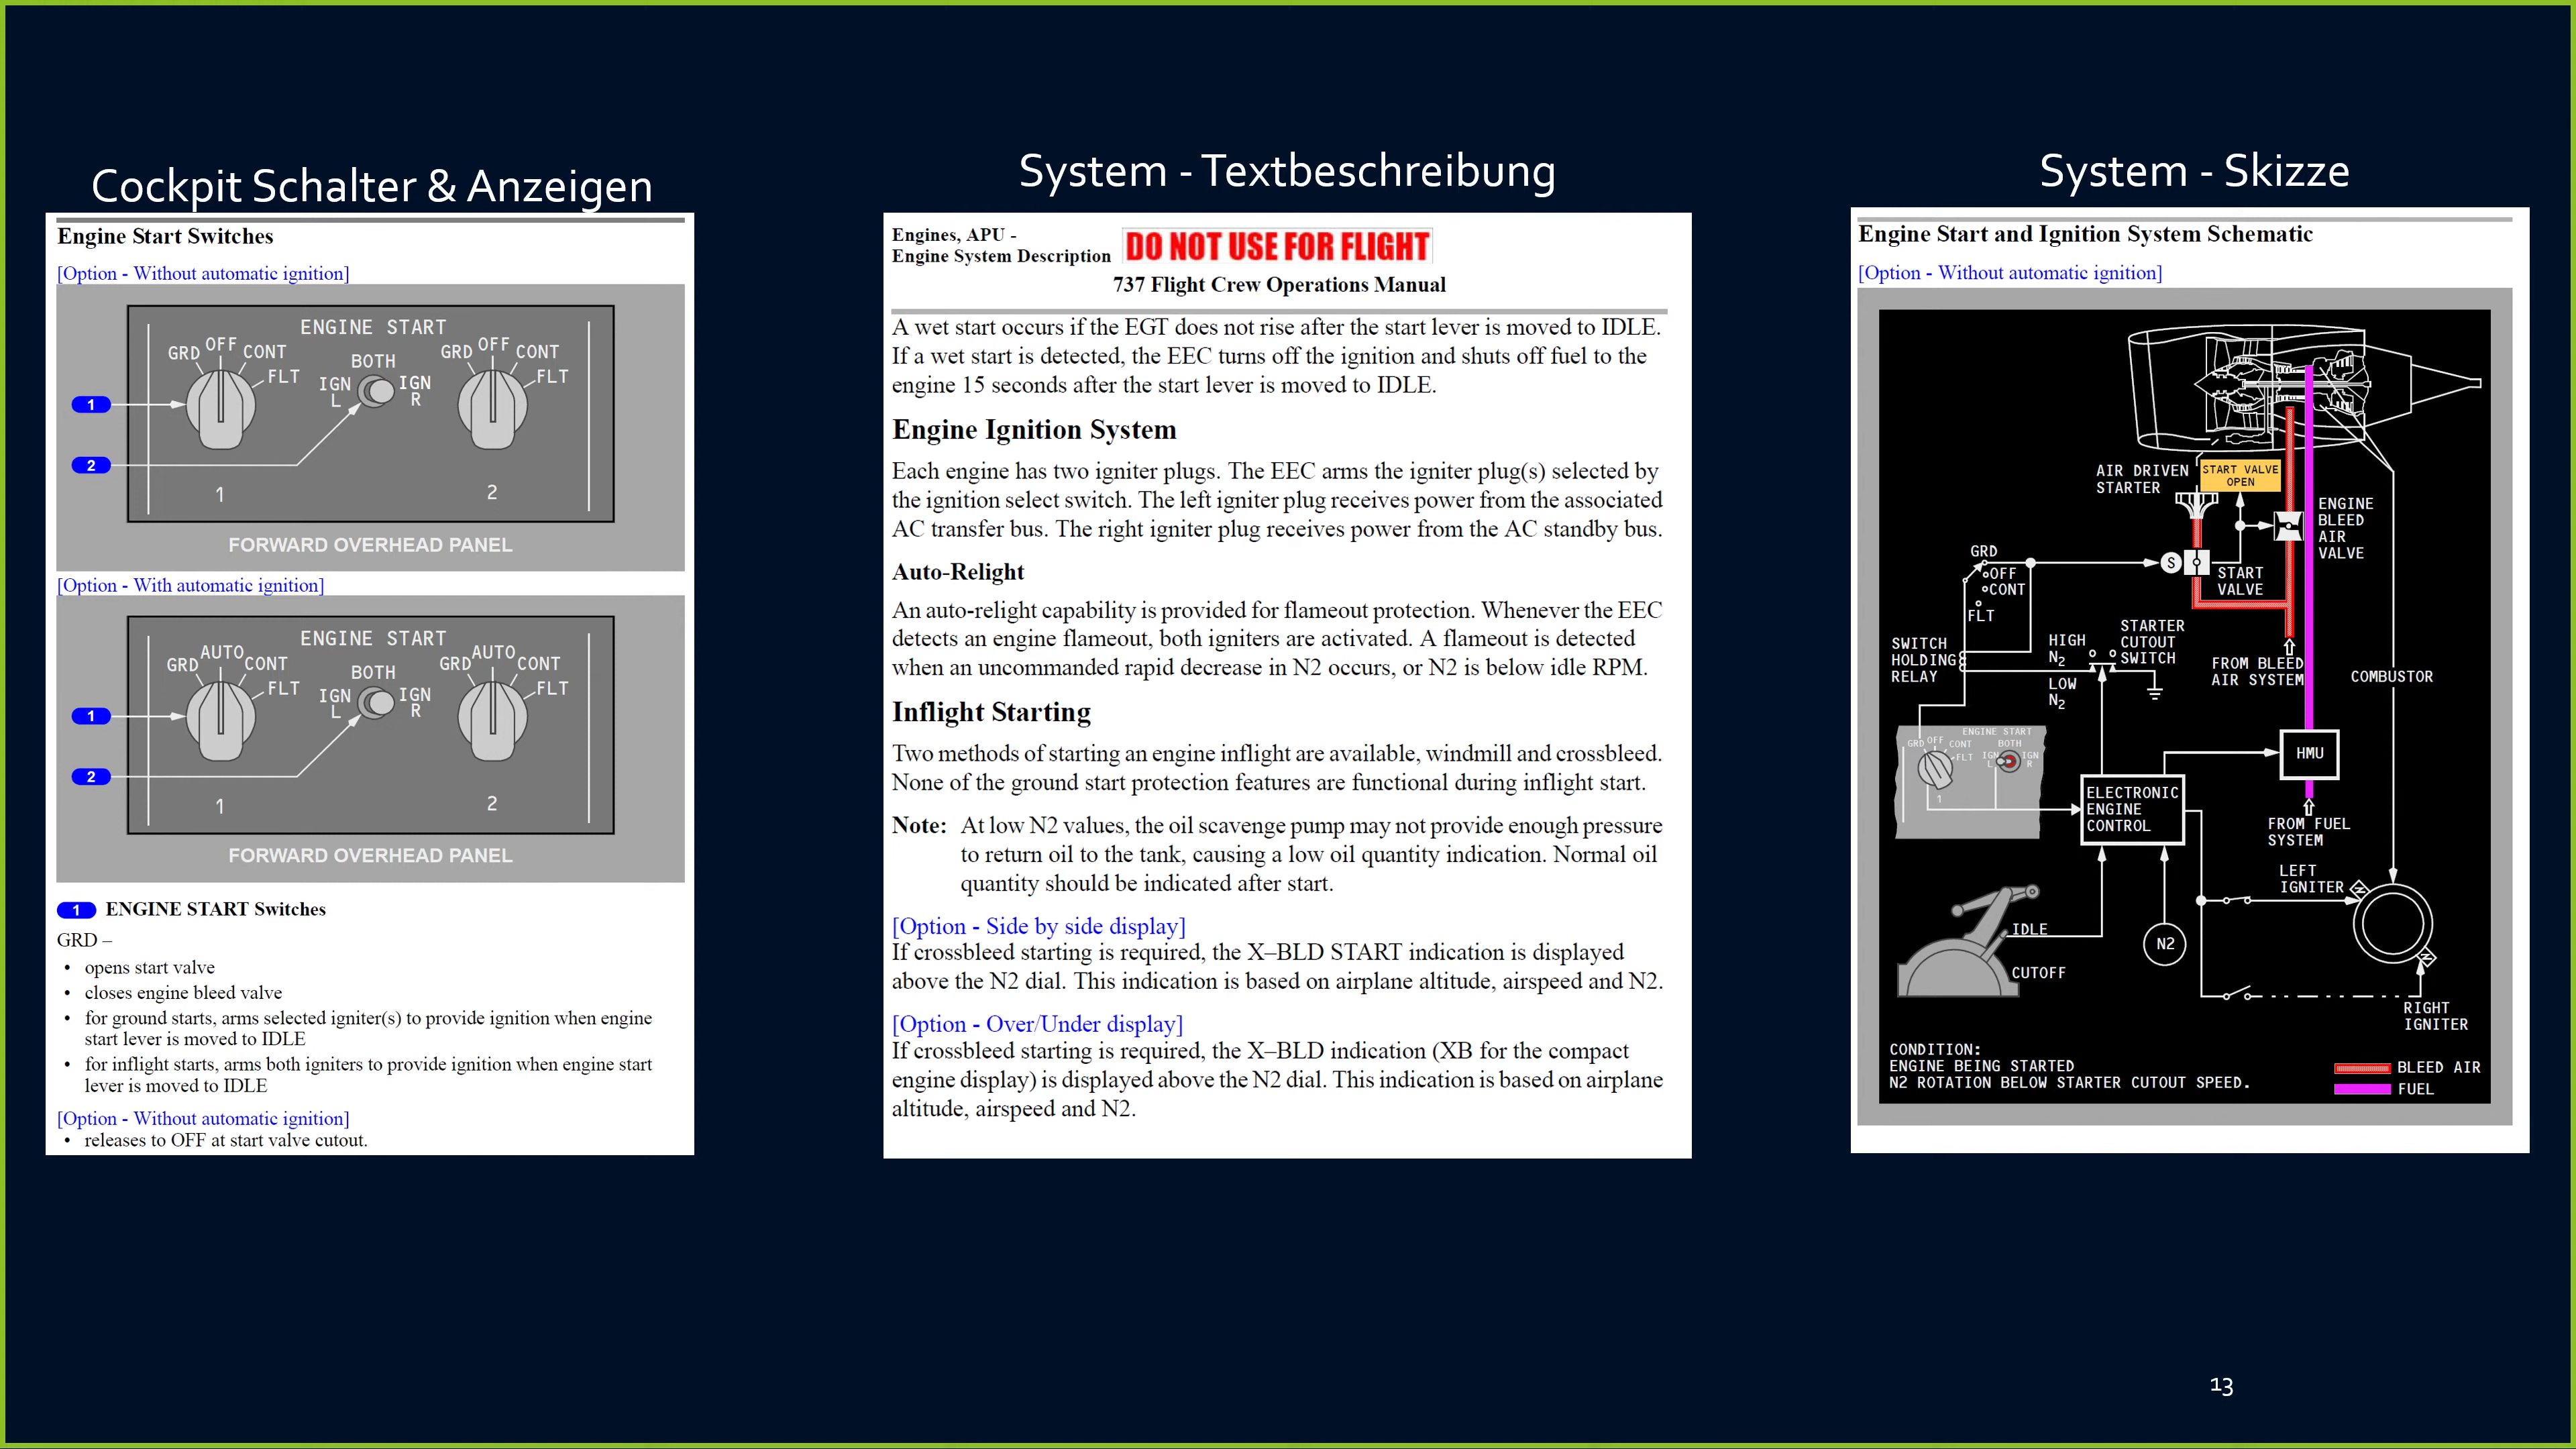 Cockpit Schalter & Anzeigen
Engine Start Switches
[Option - Without automatic ignition]
ENGINE START
GRD OFF CONT FLT
IGN L BOTH IGN R
GRD OFF CONT FLT
1
2
1 2
FORWARD OVERHEAD PANEL
[Option - With automatic ignition]
ENGINE START
GRD AUTO CONT FLT
IGN L BOTH IGN R
GRD AUTO CONT FLT
1
2
1 2
FORWARD OVERHEAD PANEL
1 ENGINE START Switches
GRD –
• opens start valve
• closes engine bleed valve
• for ground starts, arms selected igniter(s) to provide ignition when engine
start lever is moved to IDLE
• for inflight starts, arms both igniters to provide ignition when engine start
lever is moved to IDLE
[Option - Without automatic ignition]
• releases to OFF at start valve cutout.
System - Textbeschreibung
Engines, APU -
Engine System Description
DO NOT USE FOR FLIGHT
737 Flight Crew Operations Manual
A wet start occurs if the EGT does not rise after the start lever is moved to IDLE.
If a wet start is detected, the EEC turns off the ignition and shuts off fuel to the
engine 15 seconds after the start lever is moved to IDLE.
Engine Ignition System
Each engine has two igniter plugs. The EEC arms the igniter plug(s) selected by
the ignition select switch. The left igniter plug receives power from the associated
AC transfer bus. The right igniter plug receives power from the AC standby bus.
Auto-Relight
An auto-relight capability is provided for flameout protection. Whenever the EEC
detects an engine flameout, both igniters are activated. A flameout is detected
when an uncommanded rapid decrease in N2 occurs, or N2 is below idle RPM.
Inflight Starting
Two methods of starting an engine inflight are available, windmill and crossbleed.
None of the ground start protection features are functional during inflight start.
Note: At low N2 values, the oil scavenge pump may not provide enough pressure
to return oil to the tank, causing a low oil quantity indication. Normal oil
quantity should be indicated after start.
[Option - Side by side display]
If crossbleed starting is required, the X–BLD START indication is displayed
above the N2 dial. This indication is based on airplane altitude, airspeed and N2.
[Option - Over/Under display]
If crossbleed starting is required, the X–BLD indication (XB for the compact
engine display) is displayed above the N2 dial. This indication is based on airplane
altitude, airspeed and N2.
System - Skizze
Engine Start and Ignition System Schematic
[Option - Without automatic ignition]
AIR DRIVEN
STARTER
START VALVE
OPEN
ENGINE
BLEED
AIR
VALVE
GRD
OFF
CONT
FLT
S
START
VALVE
SWITCH
HOLDING
RELAY
HIGH
N2
LOW
N2
STARTER
CUTOUT
SWITCH
FROM BLEED
AIR SYSTEM
COMBUSTOR
ENGINE START
GRD OFF CONT FLT
BOTH
IGN L
IGN R
1
HMU
ELECTRONIC
ENGINE
CONTROL
FROM FUEL
SYSTEM
LEFT
IGNITER
IDLE
CUTOFF
N2
RIGHT
IGNITER
CONDITION:
ENGINE BEING STARTED
N2 ROTATION BELOW STARTER CUTOUT SPEED.
BLEED AIR
FUEL
13